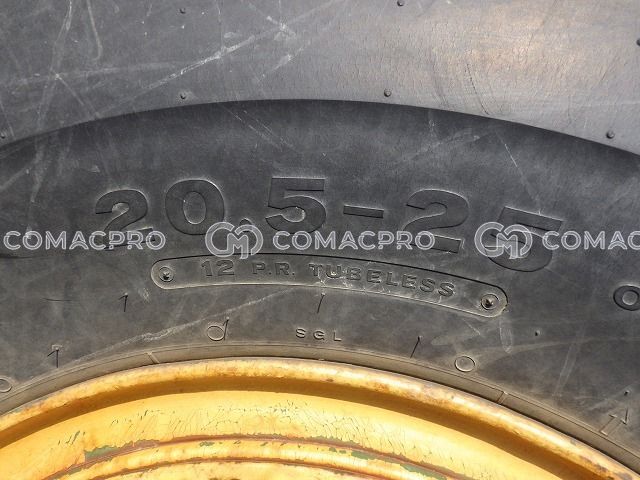 20.5-25
COMACPRO COMACPRO COMACPRO
12 P.R. TUBELESS
SGL